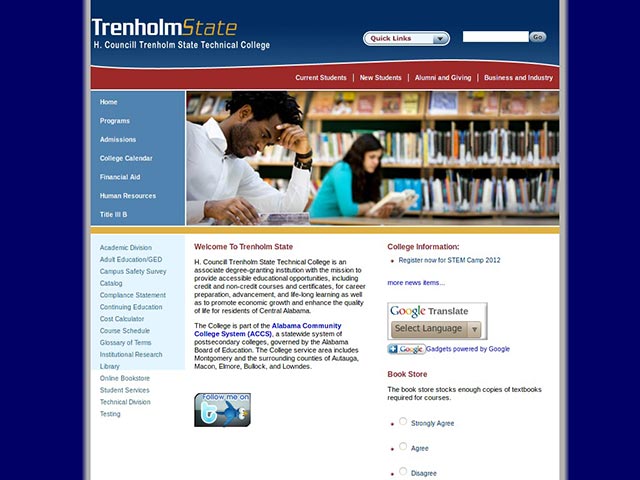 TrenholmState
H. Councill Trenholm State Technical College
Quick Links
Go
Current Students | New Students | Alumni and Giving | Business and Industry
Home
Programs
Admissions
College Calendar
Financial Aid
Human Resources
Title III B
Academic Division
Adult Education/GED
Campus Safety Survey
Catalog
Compliance Statement
Continuing Education
Cost Calculator
Course Schedule
Glossary of Terms
Institutional Research
Library
Online Bookstore
Student Services
Technical Division
Testing
Welcome To Trenholm State
H. Councill Trenholm State Technical College is an
associate degree-granting institution with the mission to
provide accessible educational opportunities, including
credit and non-credit courses and certificates, for career
preparation, advancement, and life-long learning as well
as to promote economic growth and enhance the quality
of life for residents of Central Alabama.
The College is part of the Alabama Community
College System (ACCS), a statewide system of
postsecondary colleges, governed by the Alabama
Board of Education. The College service area includes
Montgomery and the surrounding counties of Autauga,
Macon, Elmore, Bullock, and Lowndes.
Follow me on
t
College Information:
Register now for STEM Camp 2012
more news items...
Google Translate
Select Language
Google Gadgets powered by Google
Book Store
The book store stocks enough copies of textbooks
required for courses.
Strongly Agree
Agree
Disagree